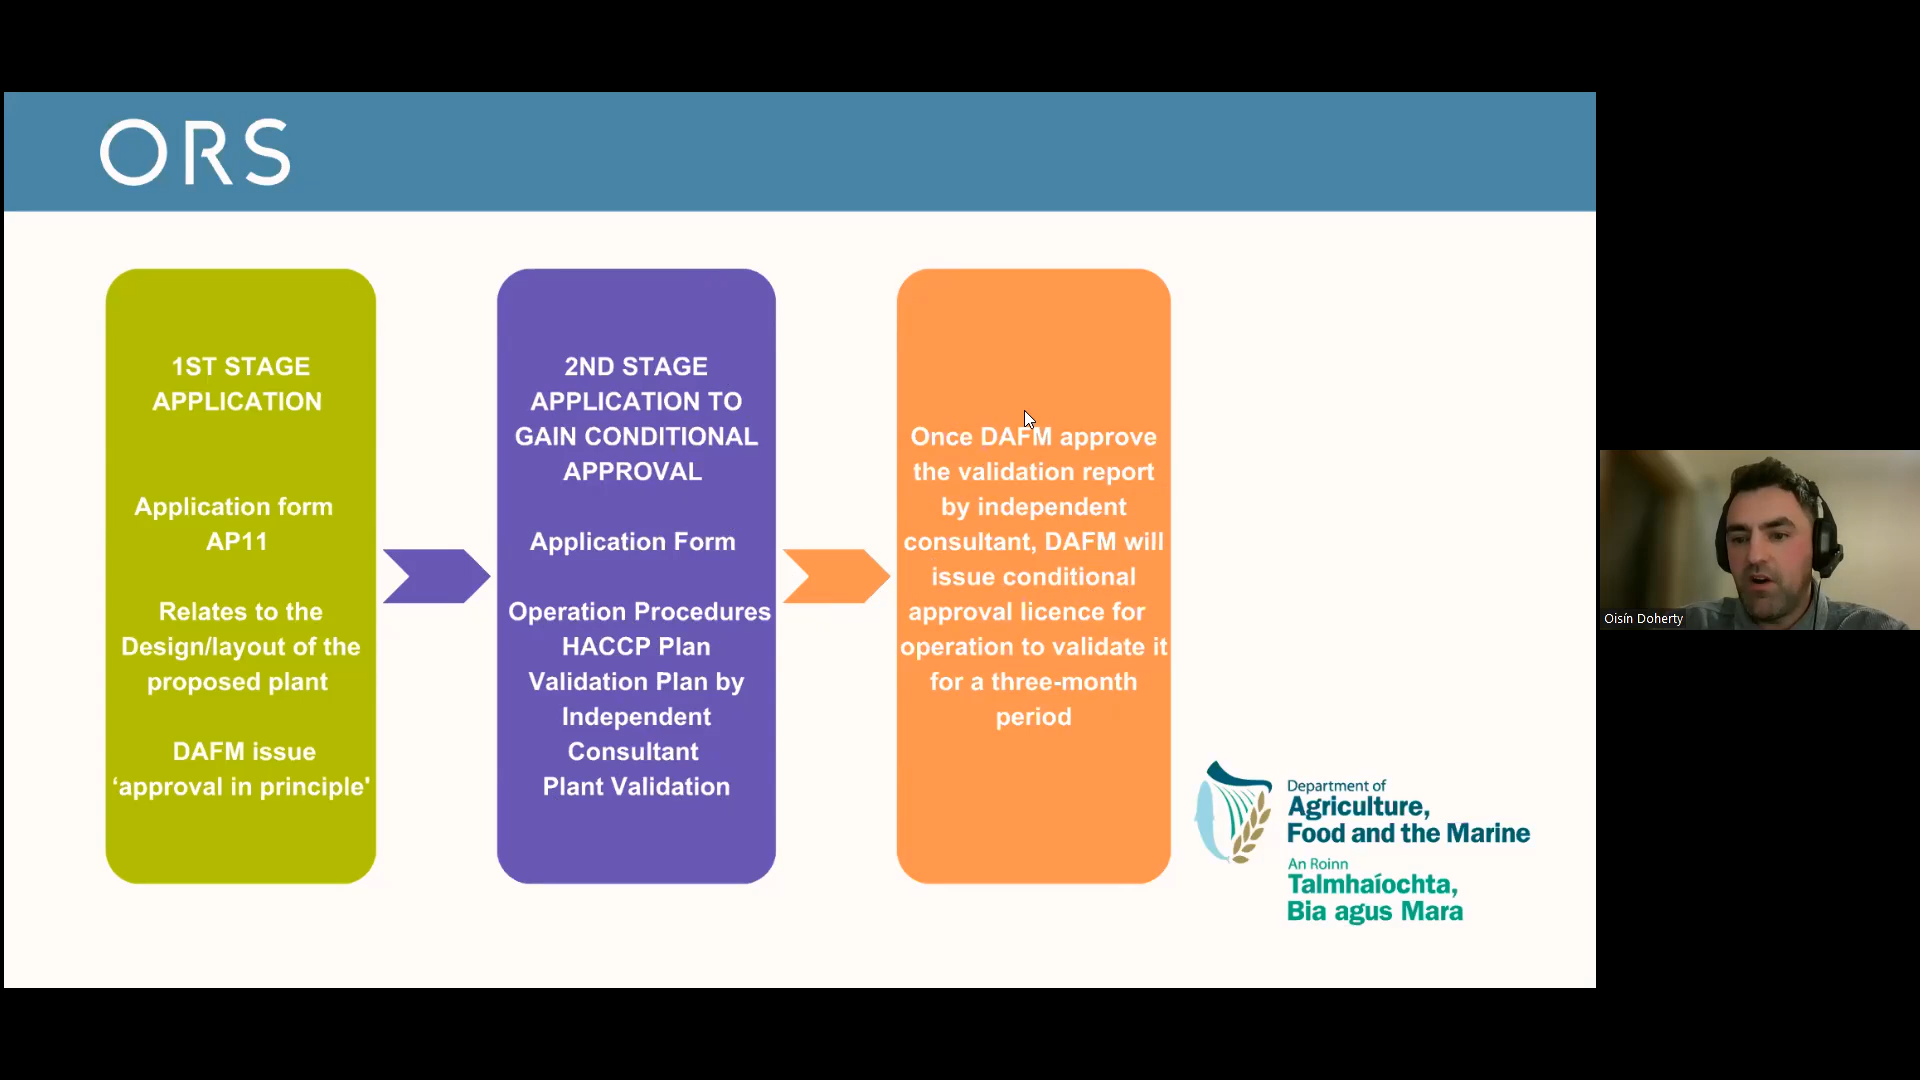 ORS
1ST STAGE
APPLICATION
Application form
AP11
Relates to the
Design/layout of the
proposed plant
DAFM issue
‘approval in principle'
2ND STAGE
APPLICATION TO
GAIN CONDITIONAL
APPROVAL
Application Form
Operation Procedures
HACCP Plan
Validation Plan by
Independent
Consultant
Plant Validation
Once DAFM approve
the validation report
by independent
consultant, DAFM will
issue conditional
approval licence for
operation to validate it
for a three-month
period
Department of
Agriculture,
Food and the Marine
An Roinn
Talmhaíochta,
Bia agus Mara
Oisín Doherty